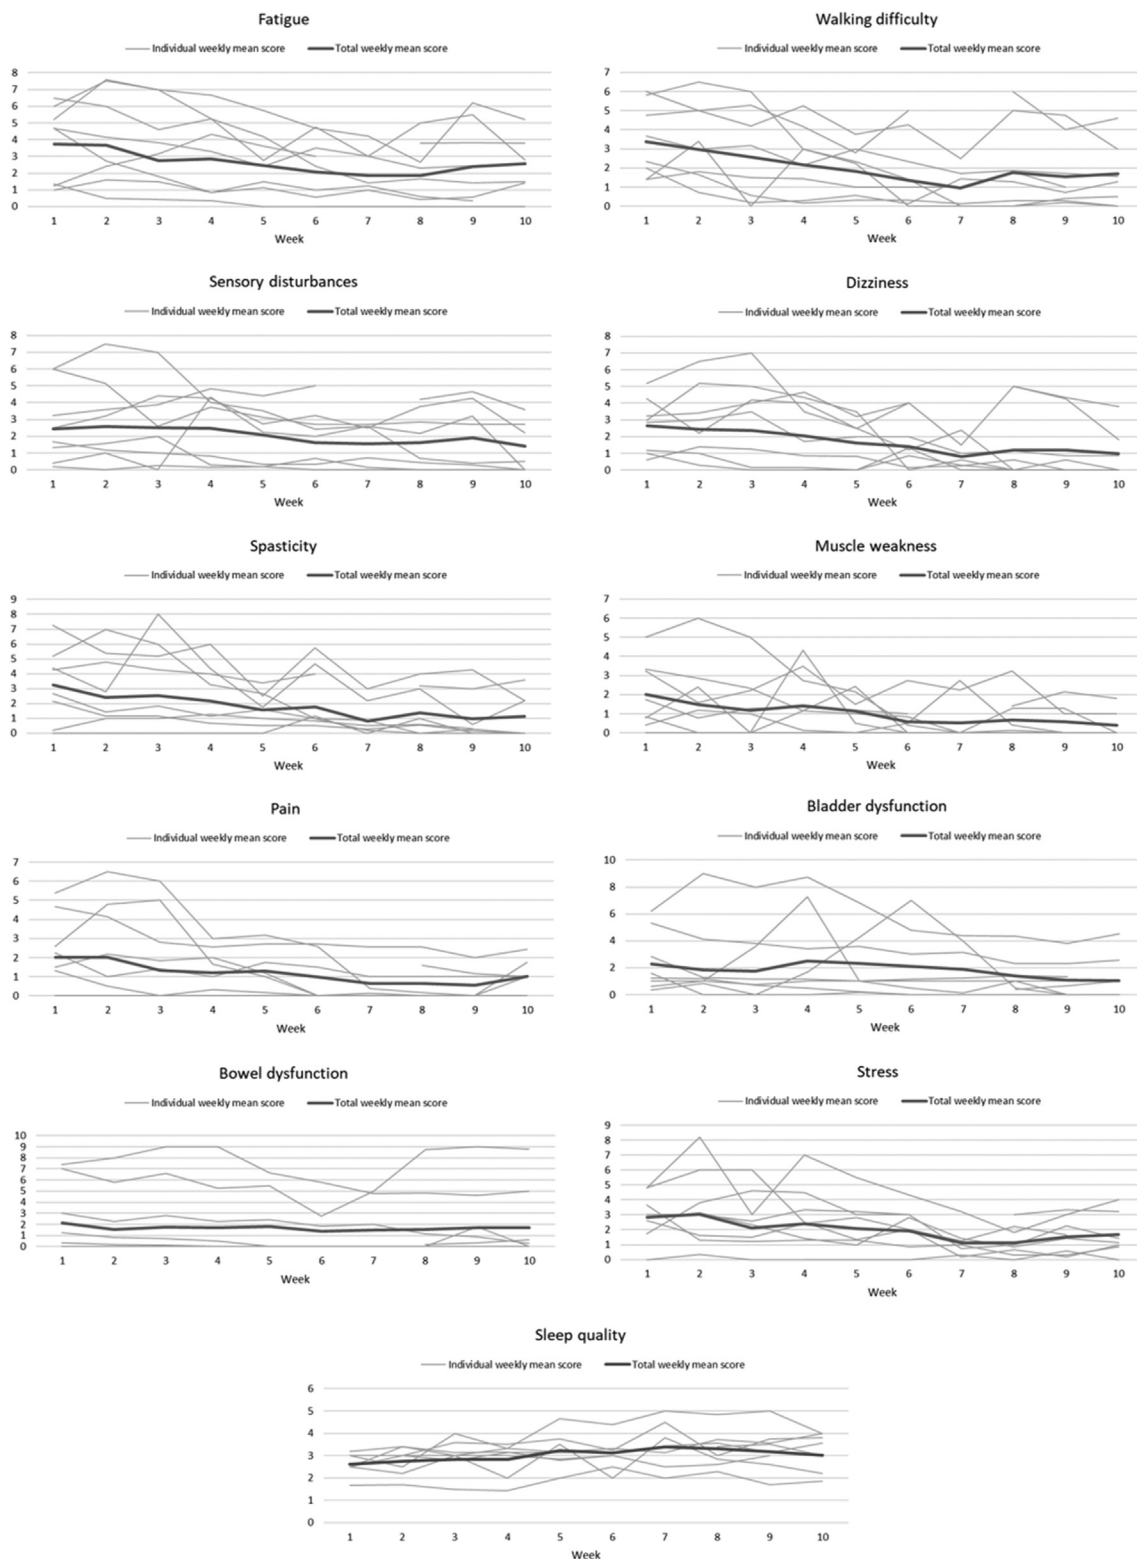 Fatigue
Individual weekly mean score Total weekly mean score
8
7
6
5
4
3
2
1
0
1 2 3 4 5 6 7 8 9 10
Week
Walking difficulty
Individual weekly mean score Total weekly mean score
7
6
5
4
3
2
1
0
1 2 3 4 5 6 7 8 9 10
Week
Sensory disturbances
Individual weekly mean score Total weekly mean score
8
7
6
5
4
3
2
1
0
1 2 3 4 5 6 7 8 9 10
Week
Dizziness
Individual weekly mean score Total weekly mean score
8
7
6
5
4
3
2
1
0
1 2 3 4 5 6 7 8 9 10
Week
Spasticity
Individual weekly mean score Total weekly mean score
9
8
7
6
5
4
3
2
1
0
1 2 3 4 5 6 7 8 9 10
Week
Muscle weakness
Individual weekly mean score Total weekly mean score
7
6
5
4
3
2
1
0
1 2 3 4 5 6 7 8 9 10
Week
Pain
Individual weekly mean score Total weekly mean score
7
6
5
4
3
2
1
0
1 2 3 4 5 6 7 8 9 10
Week
Bladder dysfunction
Individual weekly mean score Total weekly mean score
10
8
6
4
2
0
1 2 3 4 5 6 7 8 9 10
Week
Bowel dysfunction
Individual weekly mean score Total weekly mean score
10
9
8
7
6
5
4
3
2
1
0
1 2 3 4 5 6 7 8 9 10
Week
Stress
Individual weekly mean score Total weekly mean score
9
8
7
6
5
4
3
2
1
0
1 2 3 4 5 6 7 8 9 10
Week
Sleep quality
Individual weekly mean score Total weekly mean score
6
5
4
3
2
1
0
1 2 3 4 5 6 7 8 9 10
Week